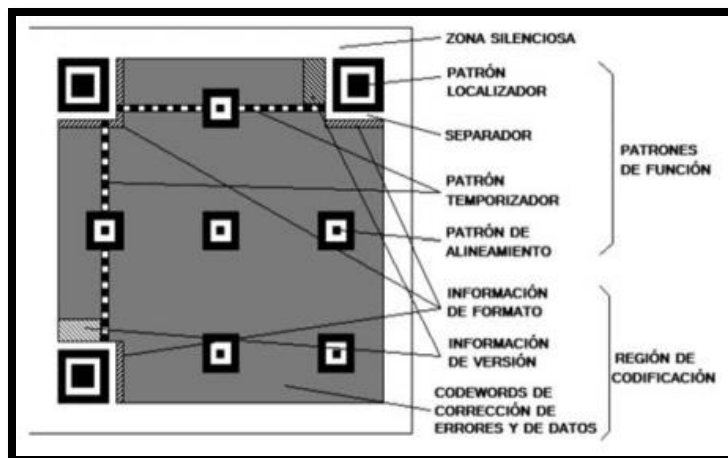 ZONA SILENCIOSA
PATRÓN
LOCALIZADOR
SEPARADOR
PATRONES
DE FUNCIÓN
PATRÓN
TEMPORIZADOR
PATRÓN DE
ALINEAMIENTO
INFORMACIÓN
DE FORMATO
INFORMACIÓN
DE VERSIÓN
REGIÓN DE
CODIFICACIÓN
CODEWORDS DE
CORRECCIÓN DE
ERRORES Y DE DATOS